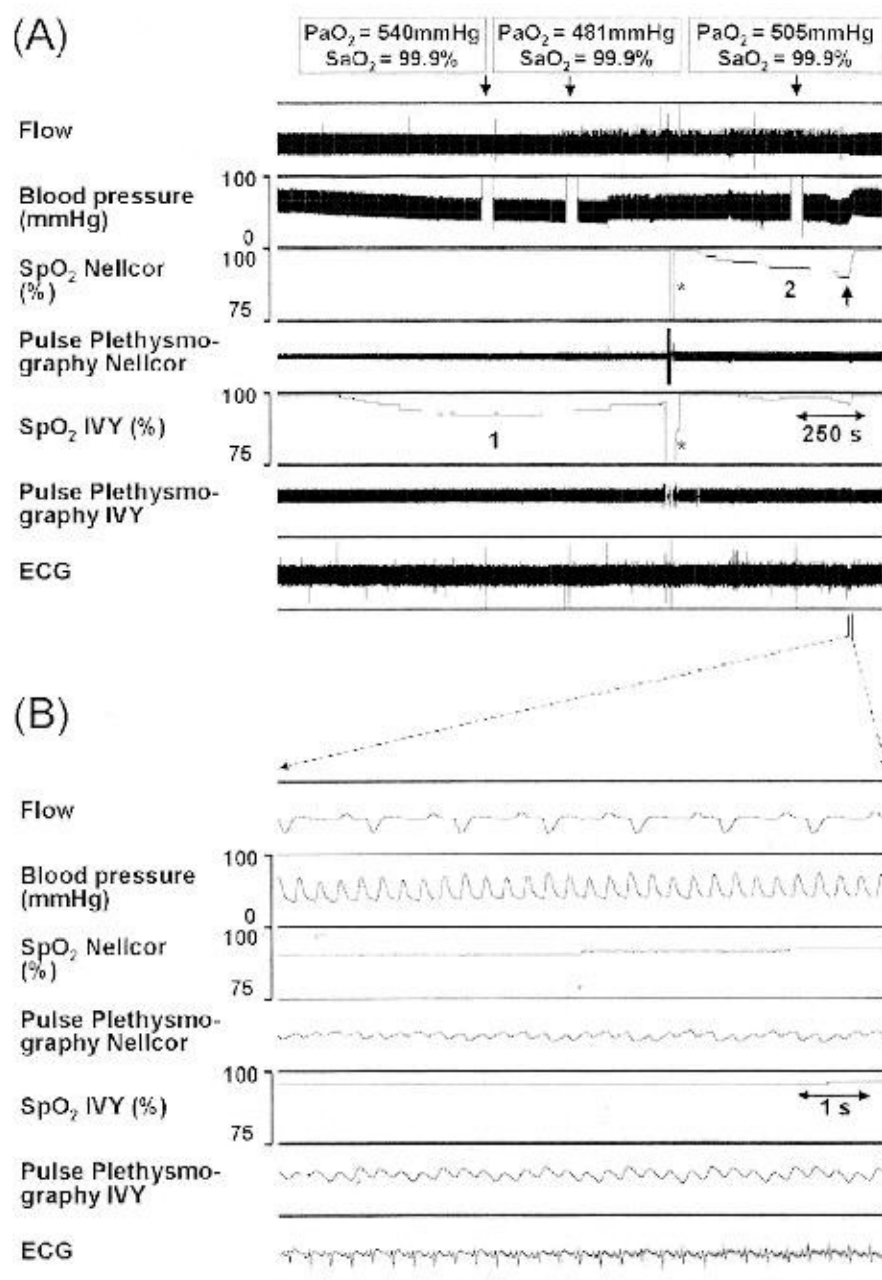 (A)
PaO₂ = 540mmHg
SaO₂ = 99.9%
PaO₂ = 481mmHg
SaO₂ = 99.9%
PaO₂ = 505mmHg
SaO₂ = 99.9%
Flow
Blood pressure
(mmHg)
100
0
SpO₂ Nellcor
(%)
100
75
2
*
Pulse Plethysmo-
graphy Nellcor
SpO₂ IVY (%)
100
75
1
*
250 s
Pulse Plethysmo-
graphy IVY
ECG
(B)
Flow
Blood pressure
(mmHg)
100
0
SpO₂ Nellcor
(%)
100
75
Pulse Plethysmo-
graphy Nellcor
SpO₂ IVY (%)
100
75
1 s
Pulse Plethysmo-
graphy IVY
ECG